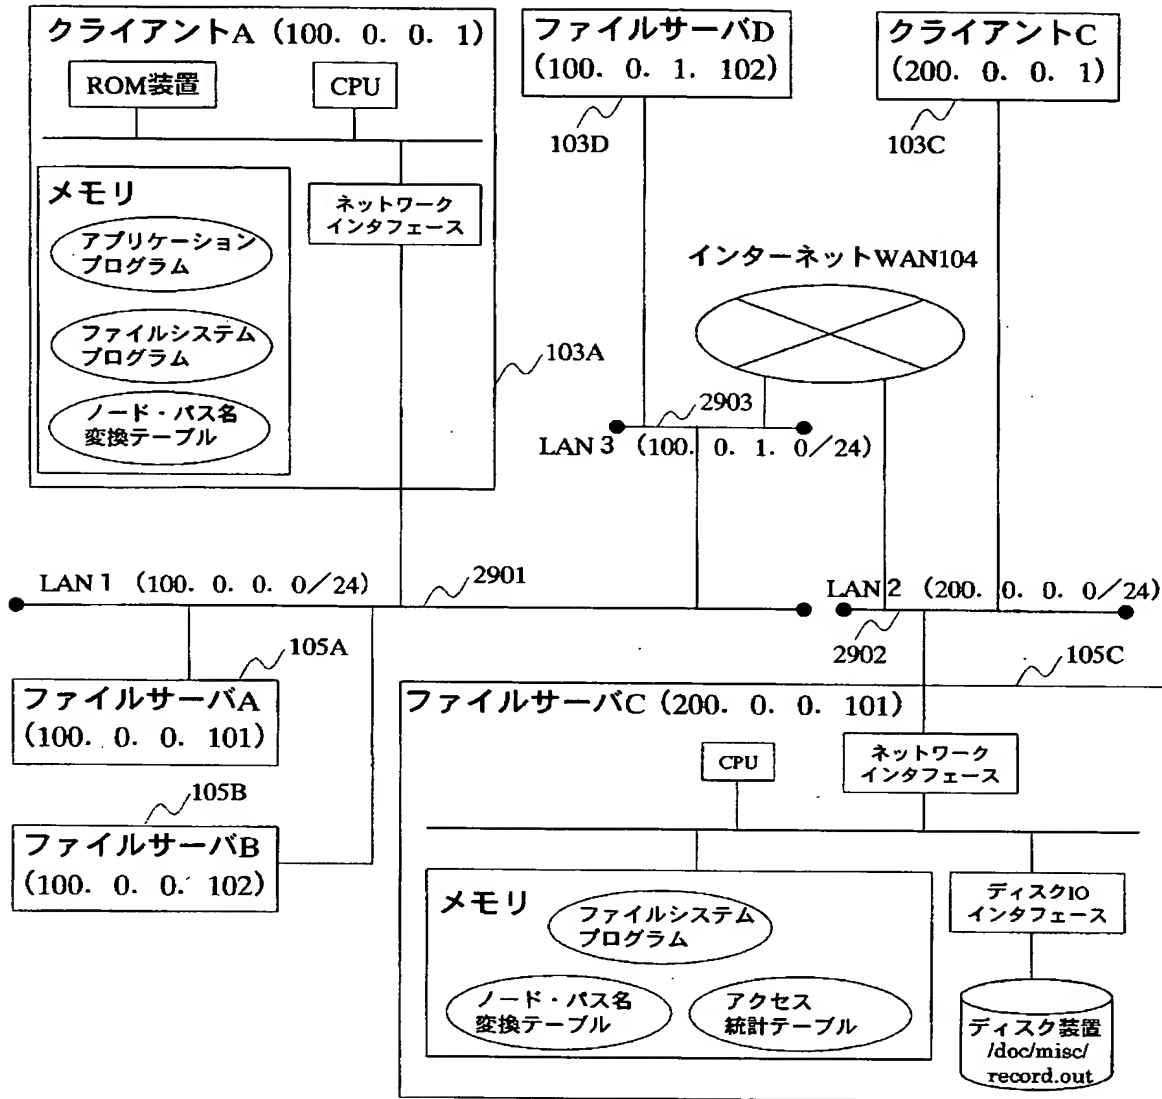 クライアントA (100. 0. 0. 1)
ROM装置
CPU
メモリ
アプリケーション
プログラム
ファイルシステム
プログラム
ノード・パス名
変換テーブル
ネットワーク
インタフェース
103A
ファイルサーバD
(100. 0. 1. 102)
103D
クライアントC
(200. 0. 0. 1)
103C
インターネットWAN104
2903
LAN3 (100. 0. 1. 0/24)
LAN1 (100. 0. 0. 0/24)
2901
LAN2 (200. 0. 0. 0/24)
2902
105A
ファイルサーバA
(100. 0. 0. 101)
105B
ファイルサーバB
(100. 0. 0. 102)
105C
ファイルサーバC (200. 0. 0. 101)
CPU
ネットワーク
インタフェース
メモリ
ファイルシステム
プログラム
ノード・パス名
変換テーブル
アクセス
統計テーブル
ディスクIO
インタフェース
ディスク装置
/doc/misc/
record.out